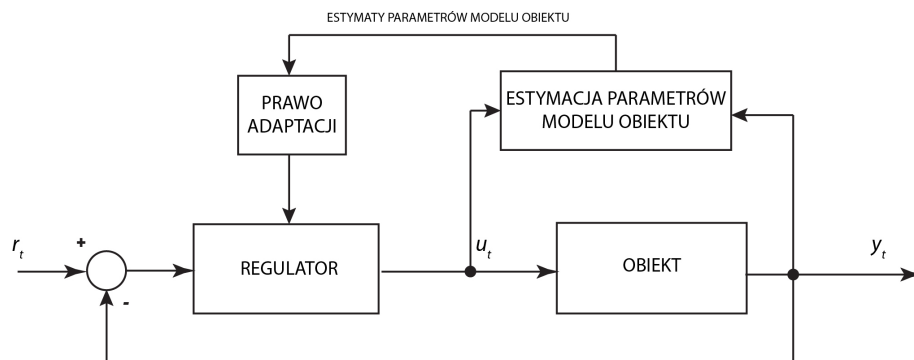 ESTYMATY PARAMETRÓW MODELU OBIEKTU
PRAWO
ADAPTACJI
ESTYMACJA PARAMETRÓW
MODELU OBIEKTU
r_t
+
-
REGULATOR
u_t
OBIEKT
y_t